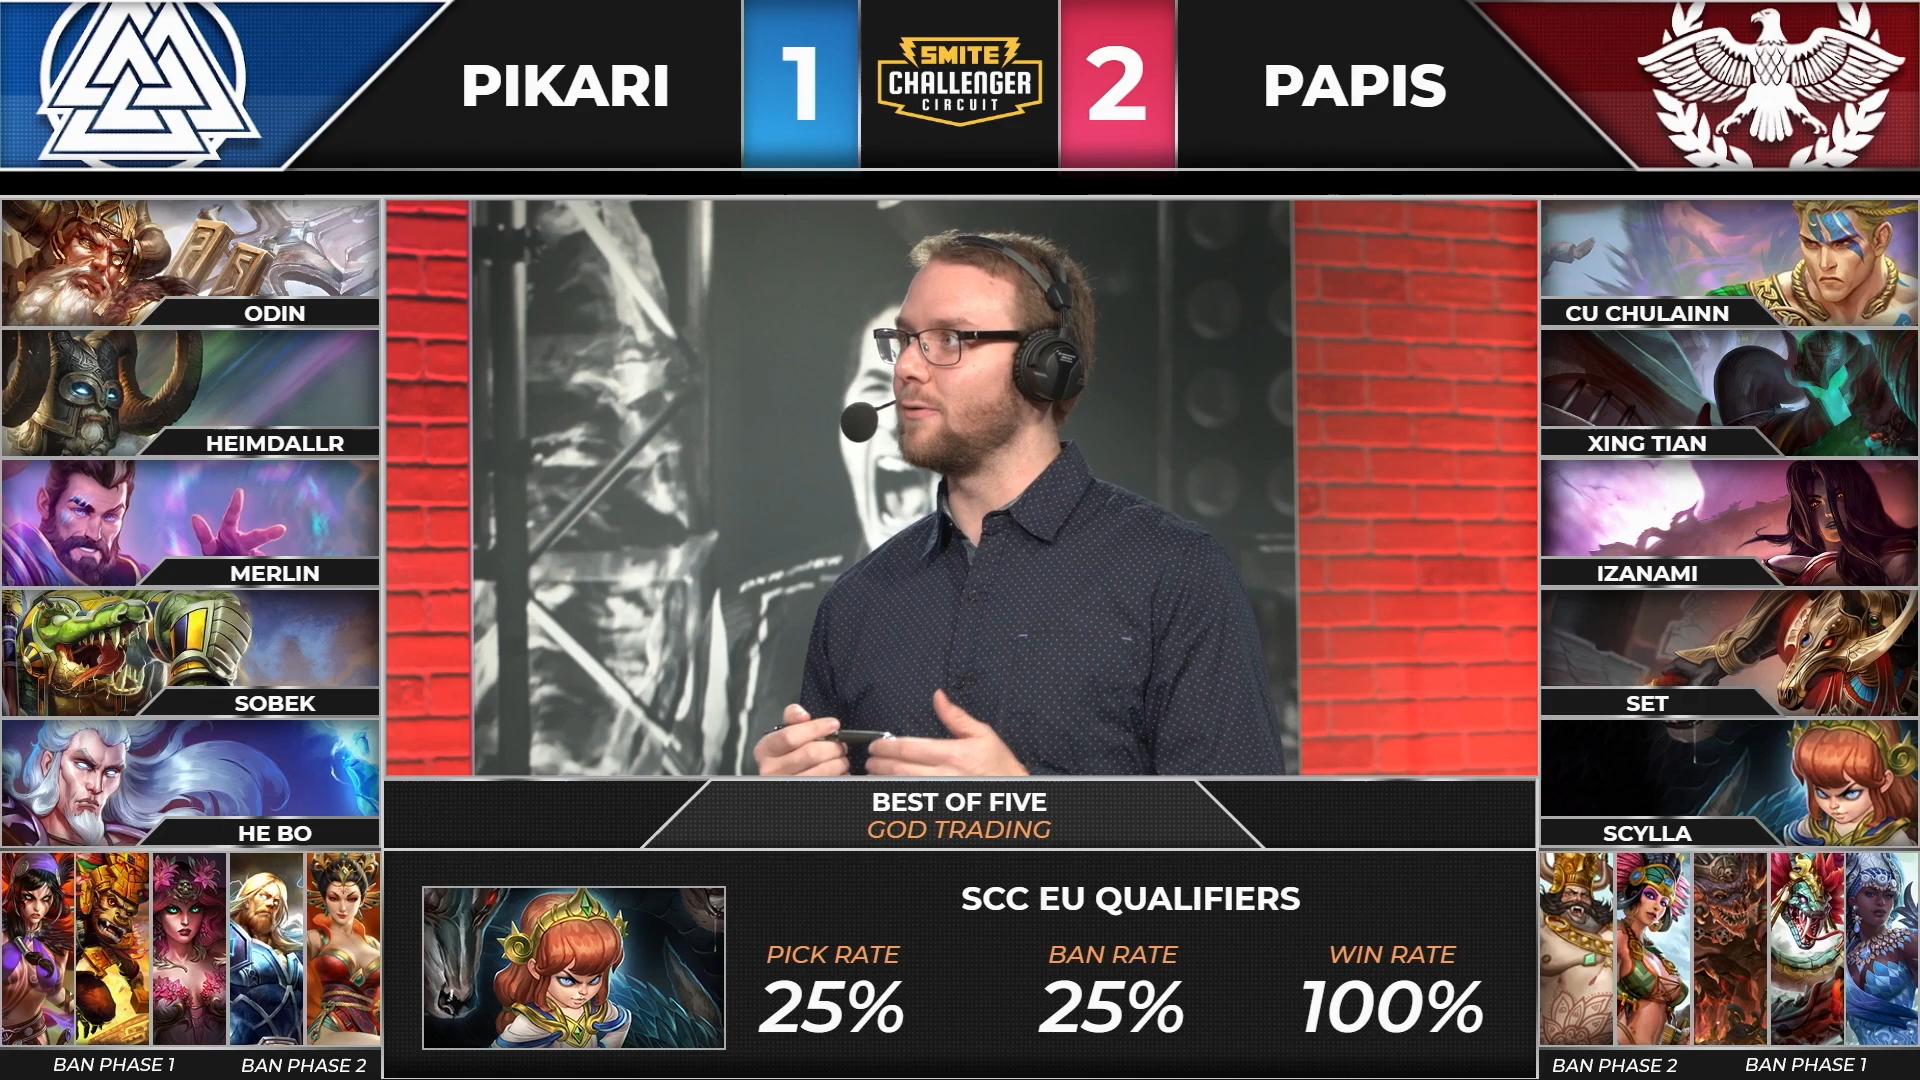 PIKARI
1
SMITE
CHALLENGER
CIRCUIT
2
PAPIS
ODIN
HEIMDALLR
MERLIN
SOBEK
HE BO
CU CHULAINN
XING TIAN
IZANAMI
SET
SCYLLA
BEST OF FIVE
GOD TRADING
SCC EU QUALIFIERS
PICK RATE
BAN RATE
WIN RATE
25%
25%
100%
BAN PHASE 1
BAN PHASE 2
BAN PHASE 2
BAN PHASE 1